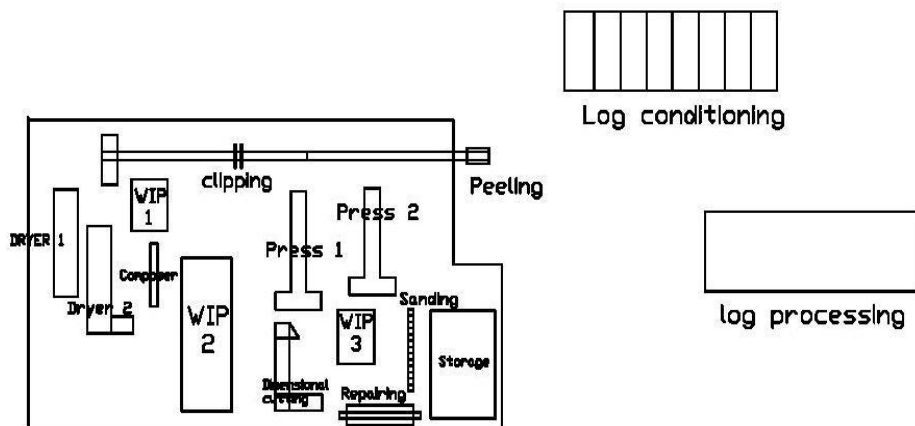 Log conditioning
clipping
Peeling
WIP
1
Press 2
DRYER 1
Press 1
Composer
Sanding
Dryer 2
WIP
2
WIP
3
log processing
Storage
Dimensional
cutting
Repairing